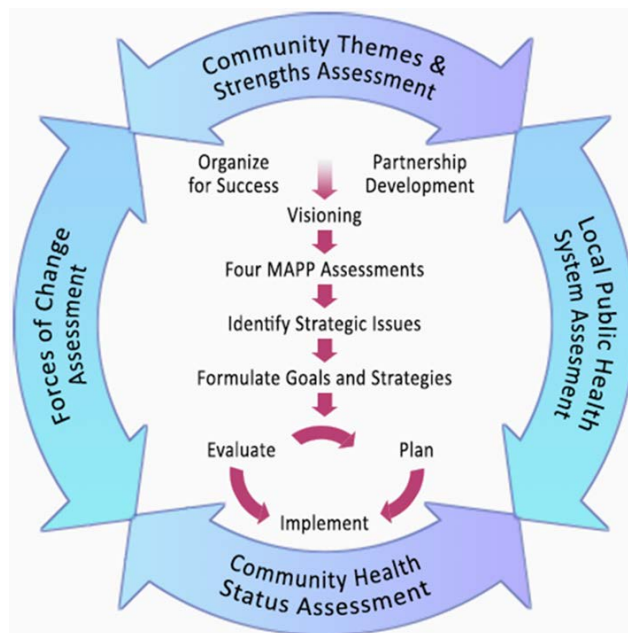 Community Themes &
Strengths Assessment
Organize
for Success
Partnership
Development
Visioning
Four MAPP Assessments
Identify Strategic Issues
Formulate Goals and Strategies
Evaluate
Plan
Implement
Forces of Change
Assessment
Local Public Health
System Assesment
Community Health
Status Assessment